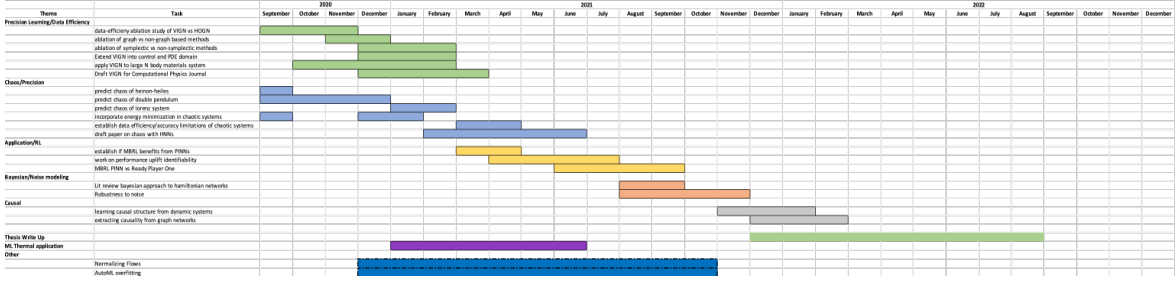 2020 2021 2022
Theme Task September October November December January February March April May June July August September October November December January February March April May June July August September October November December
Precision Learning/Data Efficiency
data-efficieny ablation study of VIGN vs HOGN
ablation of graph vs non-graph based methods
ablation of symplectic vs non-symplectic methods
Extend VIGN into control and PDE domain
apply VIGN to large N body materials system
Draft VIGN for Computational Physics Journal
Chaos/Precision
predict chaos of heinon-heiles
predict chaos of double pendulum
predict chaos of lorenz system
incorporate energy minimization in chaotic systems
establish data efficiency/accuracy limitations of chaotic systems
draft paper on chaos with HNNs
Application/RL
establish if MBRL benefits from PINNs
work on performance uplift identifiability
MBRL PINN vs Ready Player One
Bayesian/Noise modeling
Lit review bayesian approach to hamiltonian networks
Robustness to noise
Causal
learning causal structure from dynamic systems
extracting causality from graph networks
Thesis Write Up
ML Thermal application
Other
Normalizing Flows
AutoML overfitting